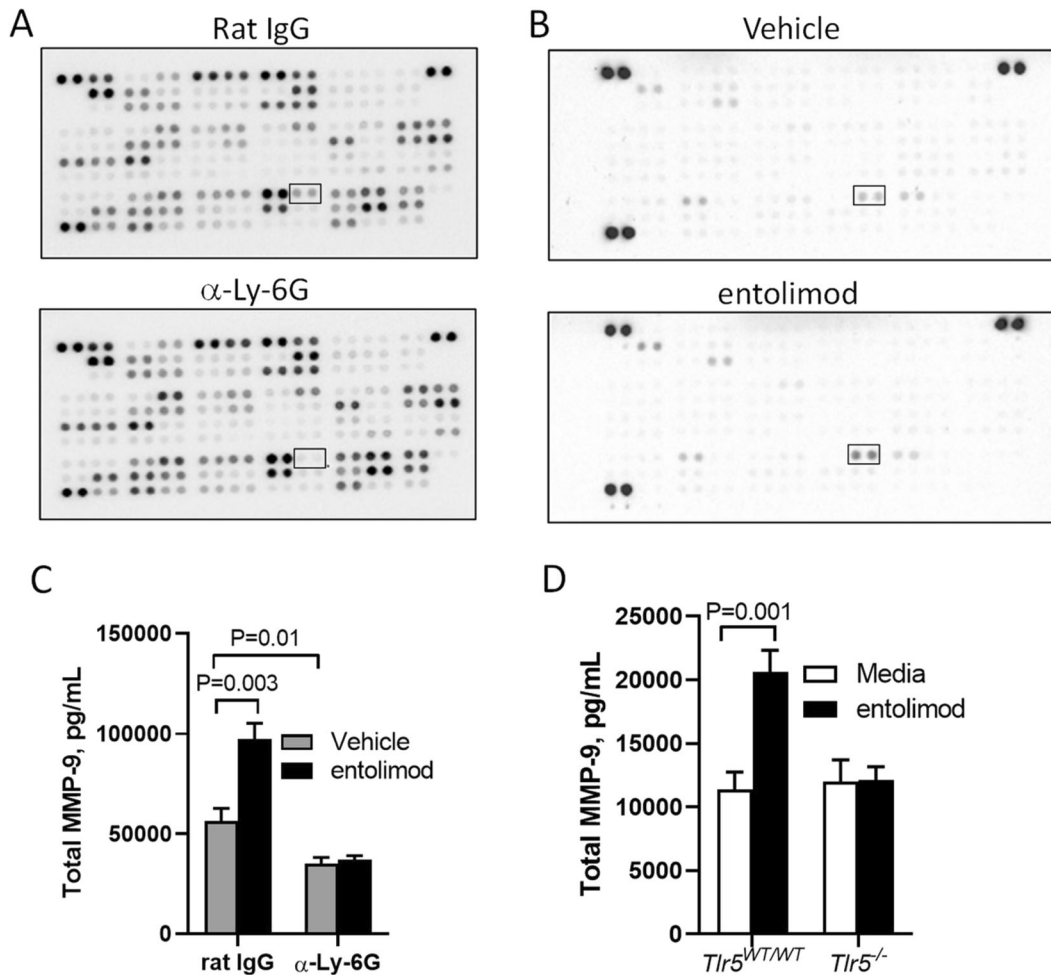 A
Rat IgG
B
Vehicle
α-Ly-6G
entolimod
C
Total MMP-9, pg/mL
150000
100000
50000
0
P=0.01
P=0.003
Vehicle
entolimod
rat IgG
α-Ly-6G
D
Total MMP-9, pg/mL
25000
20000
15000
10000
5000
0
P=0.001
Media
entolimod
Tlr5WT/WT
Tlr5-/-